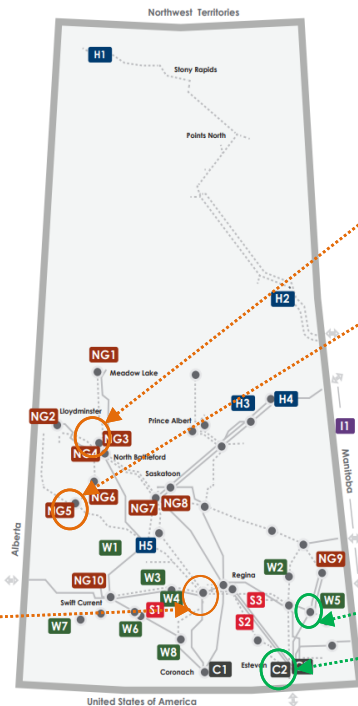 Northwest Territories
H1
Stony Rapids
Points North
H2
NG1
Meadow Lake
NG2
Lloydminster
H3
H4
Prince Albert
I1
NG3
NG4
North Battleford
Saskatoon
NG6
NG5
NG7
NG8
Manitoba
Alberta
W1
H5
W2
NG9
NG10
W3
Regina
W4
S3
W5
Swift Current
S1
S2
W7
W6
W8
Coronach
C1
Estevan
C2
United States of America